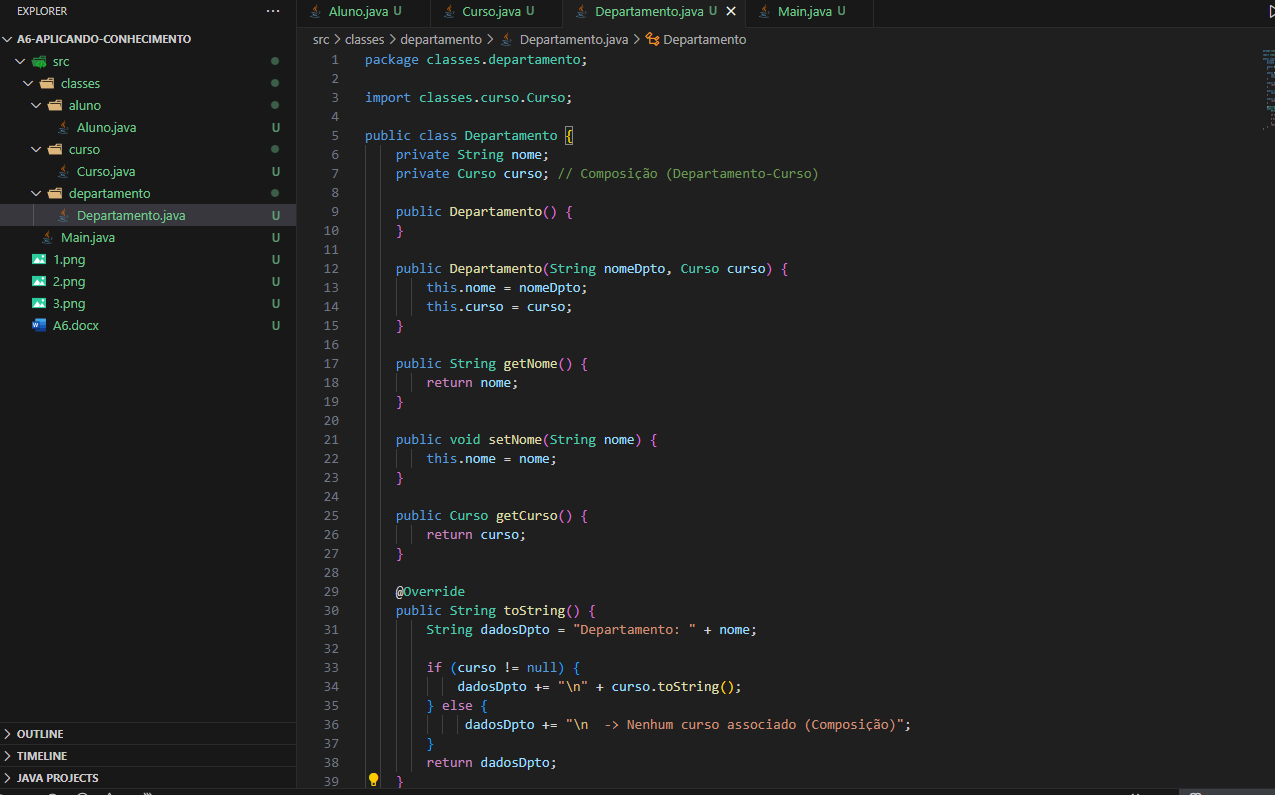 EXPLORER
A6-APLICANDO-CONHECIMENTO
src
classes
aluno
Aluno.java U
curso
Curso.java U
departamento
Departamento.java U
Main.java U
1.png U
2.png U
3.png U
A6.docx U
OUTLINE
TIMELINE
JAVA PROJECTS
Aluno.java U Curso.java U Departamento.java U Main.java U
src > classes > departamento > Departamento.java > Departamento
1 package classes.departamento;
2
3 import classes.curso.Curso;
4
5 public class Departamento {
6 private String nome;
7 private Curso curso; // Composição (Departamento-Curso)
8
9 public Departamento() {
10 }
11
12 public Departamento(String nomeDpto, Curso curso) {
13 this.nome = nomeDpto;
14 this.curso = curso;
15 }
16
17 public String getNome() {
18 return nome;
19 }
20
21 public void setNome(String nome) {
22 this.nome = nome;
23 }
24
25 public Curso getCurso() {
26 return curso;
27 }
28
29 @Override
30 public String toString() {
31 String dadosDpto = "Departamento: " + nome;
32
33 if (curso != null) {
34 dadosDpto += "\n" + curso.toString();
35 } else {
36 dadosDpto += "\n  -> Nenhum curso associado (Composição)";
37 }
38 return dadosDpto;
39 }